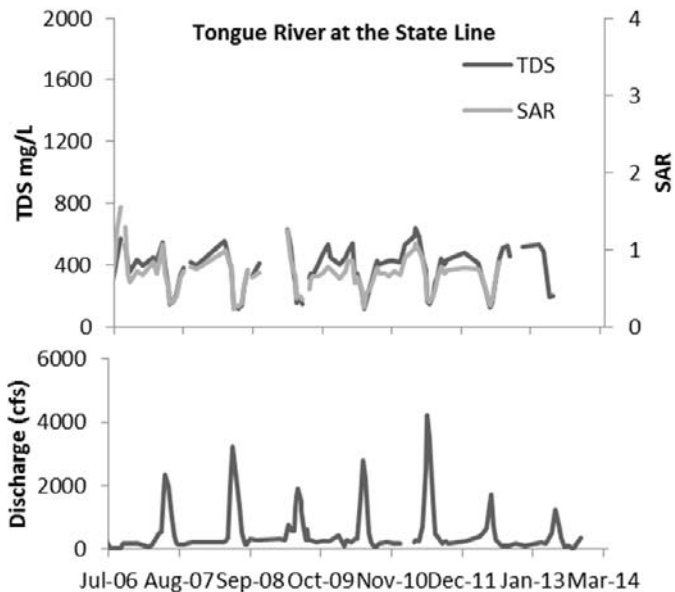 Tongue River at the State Line
TDS
SAR
TDS mg/L
2000
1600
1200
800
400
0
SAR
4
3
2
1
0
Discharge (cfs)
6000
4000
2000
0
Jul-06 Aug-07 Sep-08 Oct-09 Nov-10 Dec-11 Jan-13 Mar-14